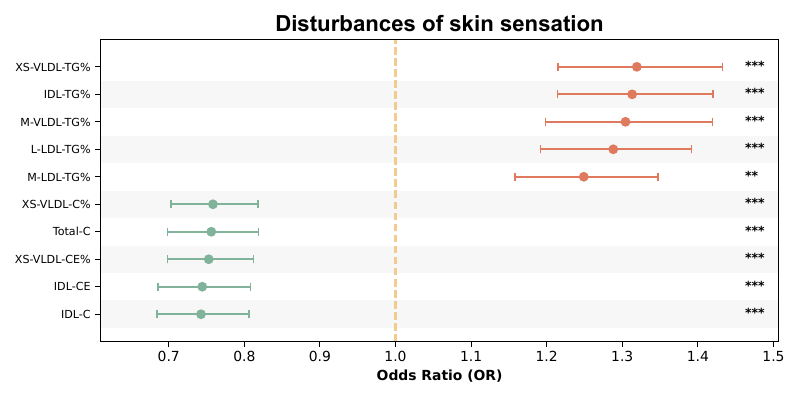 Disturbances of skin sensation
XS-VLDL-TG% ***
IDL-TG% ***
M-VLDL-TG% ***
L-LDL-TG% ***
M-LDL-TG% **
XS-VLDL-C% ***
Total-C ***
XS-VLDL-CE% ***
IDL-CE ***
IDL-C ***
0.7 0.8 0.9 1.0 1.1 1.2 1.3 1.4 1.5
Odds Ratio (OR)